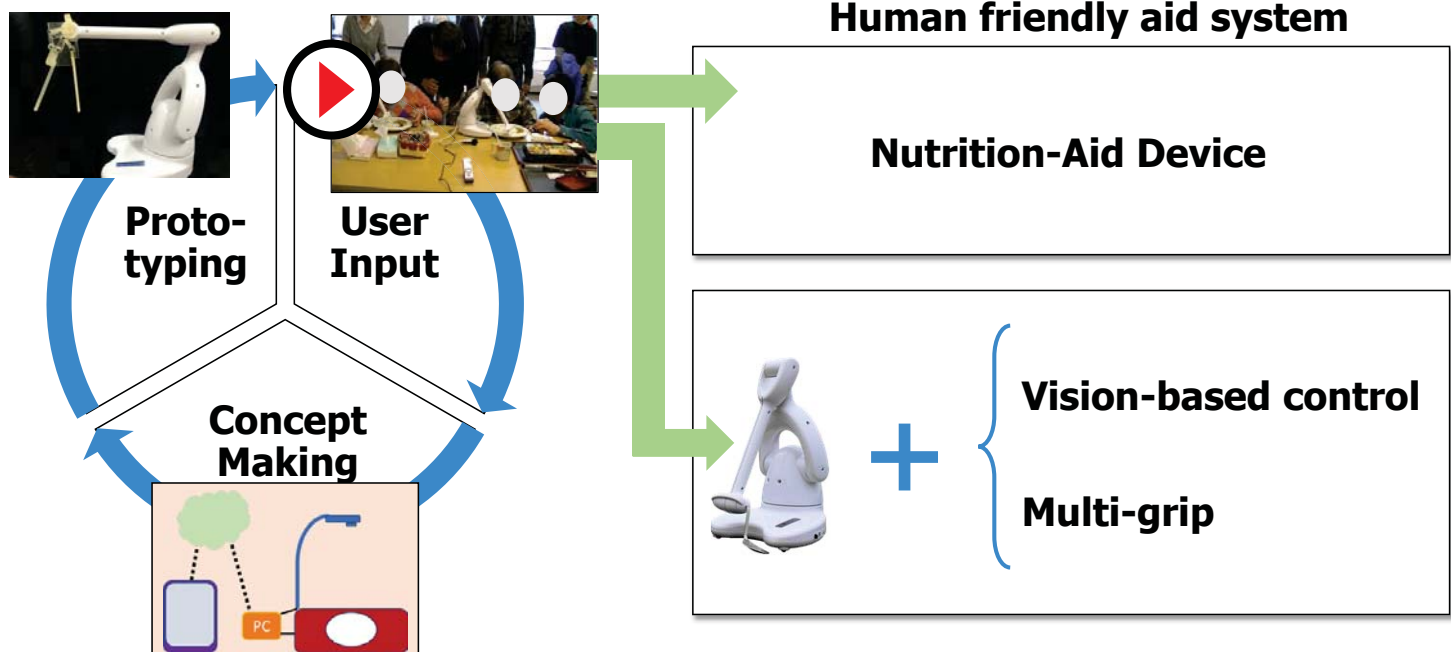 Human friendly aid system
Proto-
typing
User
Input
Concept
Making
PC
Nutrition-Aid Device
Vision-based control
Multi-grip